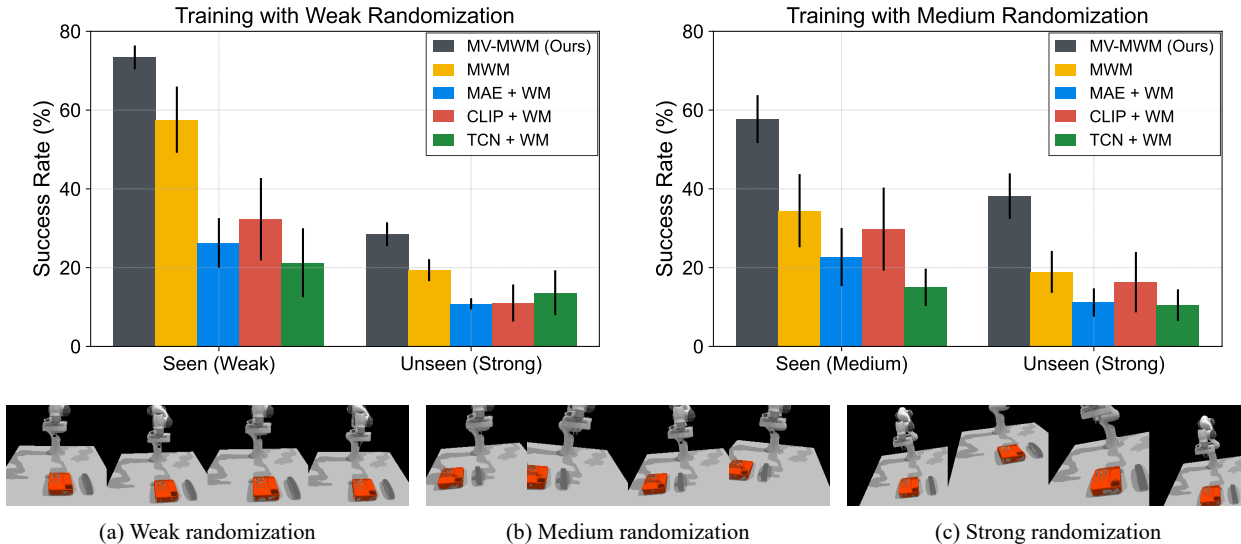 Training with Weak Randomization
Success Rate (%)
80
60
40
20
0
MV-MWM (Ours)
MWM
MAE + WM
CLIP + WM
TCN + WM
Seen (Weak)
Unseen (Strong)
Training with Medium Randomization
Success Rate (%)
80
60
40
20
0
MV-MWM (Ours)
MWM
MAE + WM
CLIP + WM
TCN + WM
Seen (Medium)
Unseen (Strong)
(a) Weak randomization
(b) Medium randomization
(c) Strong randomization